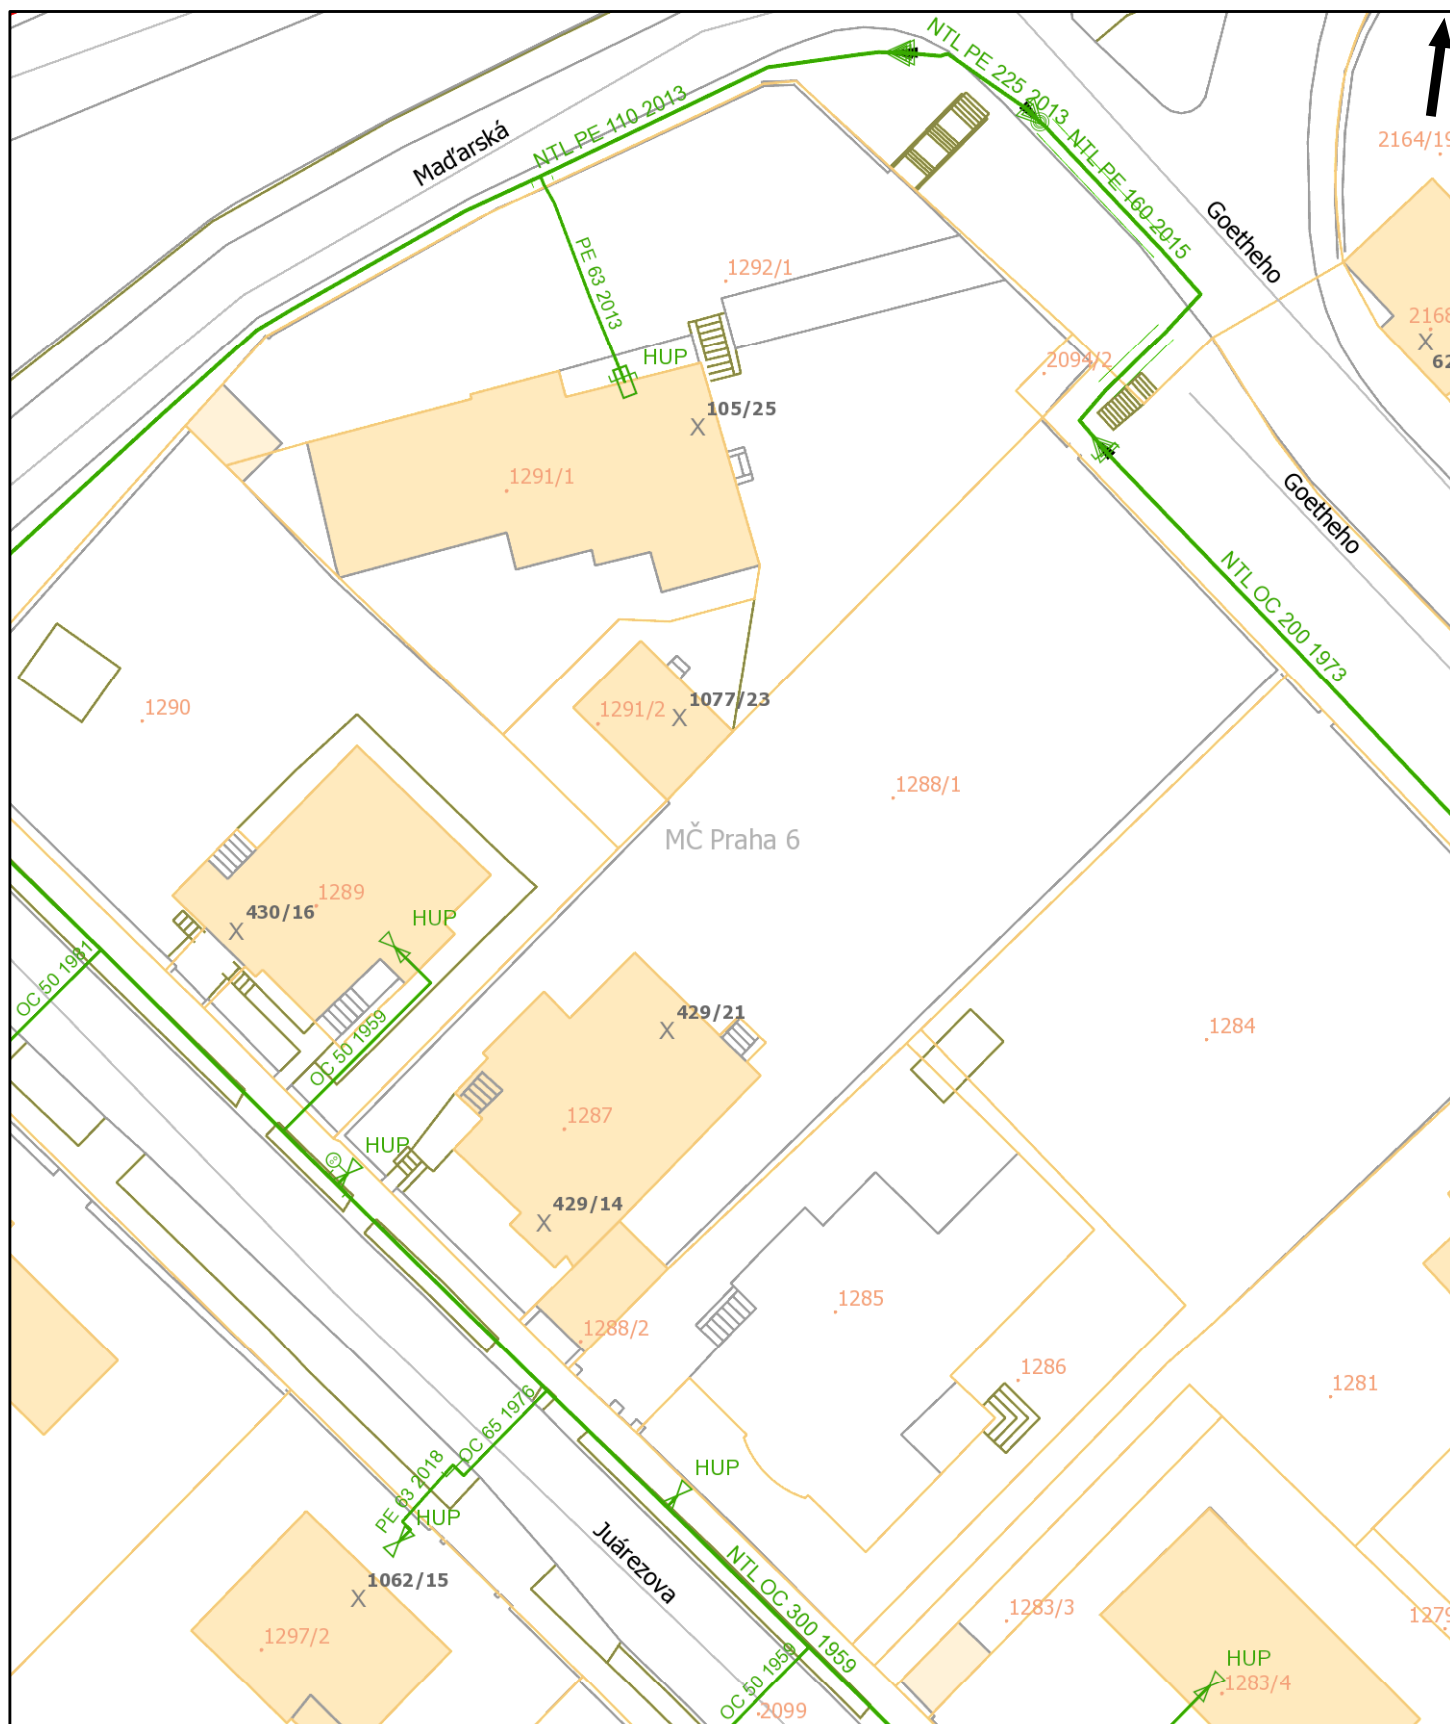 NTL PE 225 2013
NTL PE 110 2013
Maďarská
NTL PE 160 2015
2164/19
Goetheho
PE 63 2013
1292/1
2168
62
HUP
2094/2
105/25
1291/1
Goetheho
NTL OC 200 1973
1077/23
1291/2
1290
1288/1
MČ Praha 6
1289
430/16
HUP
OC 50 1981
429/21
1284
OC 50 1959
1287
HUP
429/14
1285
1288/2
1286
1281
OC 65 1976
HUP
PE 63 2018
HUP
Juárezova
NTL OC 300 1959
1062/15
1283/3
1279
1297/2
HUP
1283/4
OC 50 1959
2099